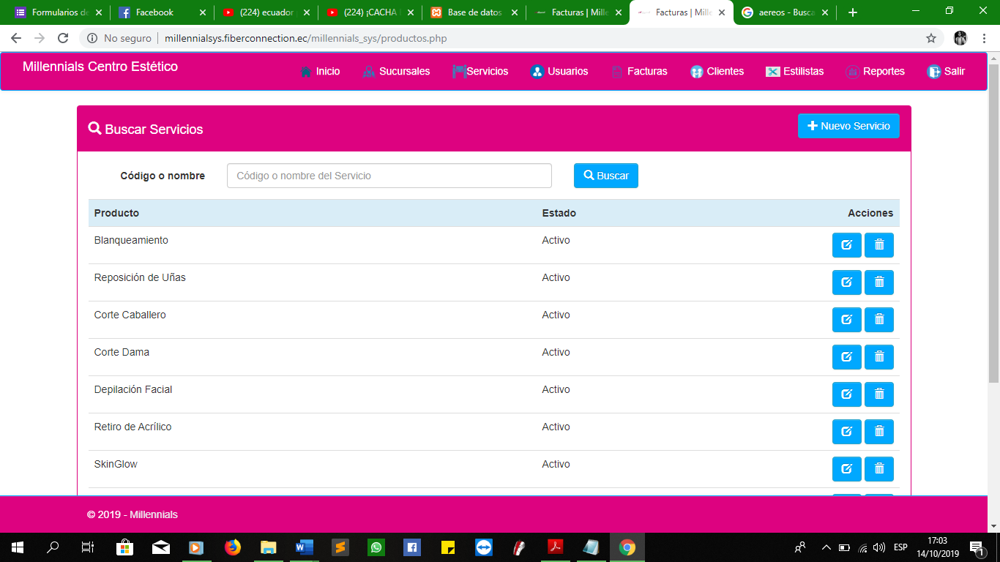 Formularios de
Facebook
(224) ecuador
(224) ¡CACHA
Base de datos
Facturas | Mille
Facturas | Mille
aereos - Busca
No seguro
millennialsys.fiberconnection.ec/millennials_sys/productos.php
Millennials Centro Estético
Inicio
Sucursales
Servicios
Usuarios
Facturas
Clientes
Estilistas
Reportes
Salir
Buscar Servicios
Nuevo Servicio
Código o nombre
Código o nombre del Servicio
Buscar
Producto Estado Acciones
Blanqueamiento Activo
Reposición de Uñas Activo
Corte Caballero Activo
Corte Dama Activo
Depilación Facial Activo
Retiro de Acrílico Activo
SkinGlow Activo
© 2019 - Millennials
ESP
17:03
14/10/2019
1